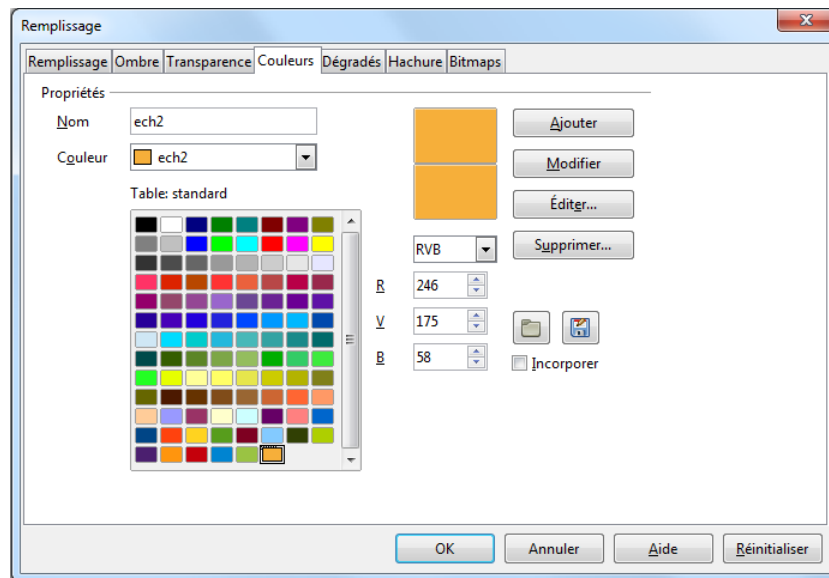 Remplissage
Remplissage Ombre Transparence Couleurs Dégradés Hachure Bitmaps
Propriétés
Nom ech2 Ajouter
Couleur ech2 Modifier
Table: standard Éditer...
RVB Supprimer...
R 246
V 175
B 58 Incorporer
OK Annuler Aide Réinitialiser